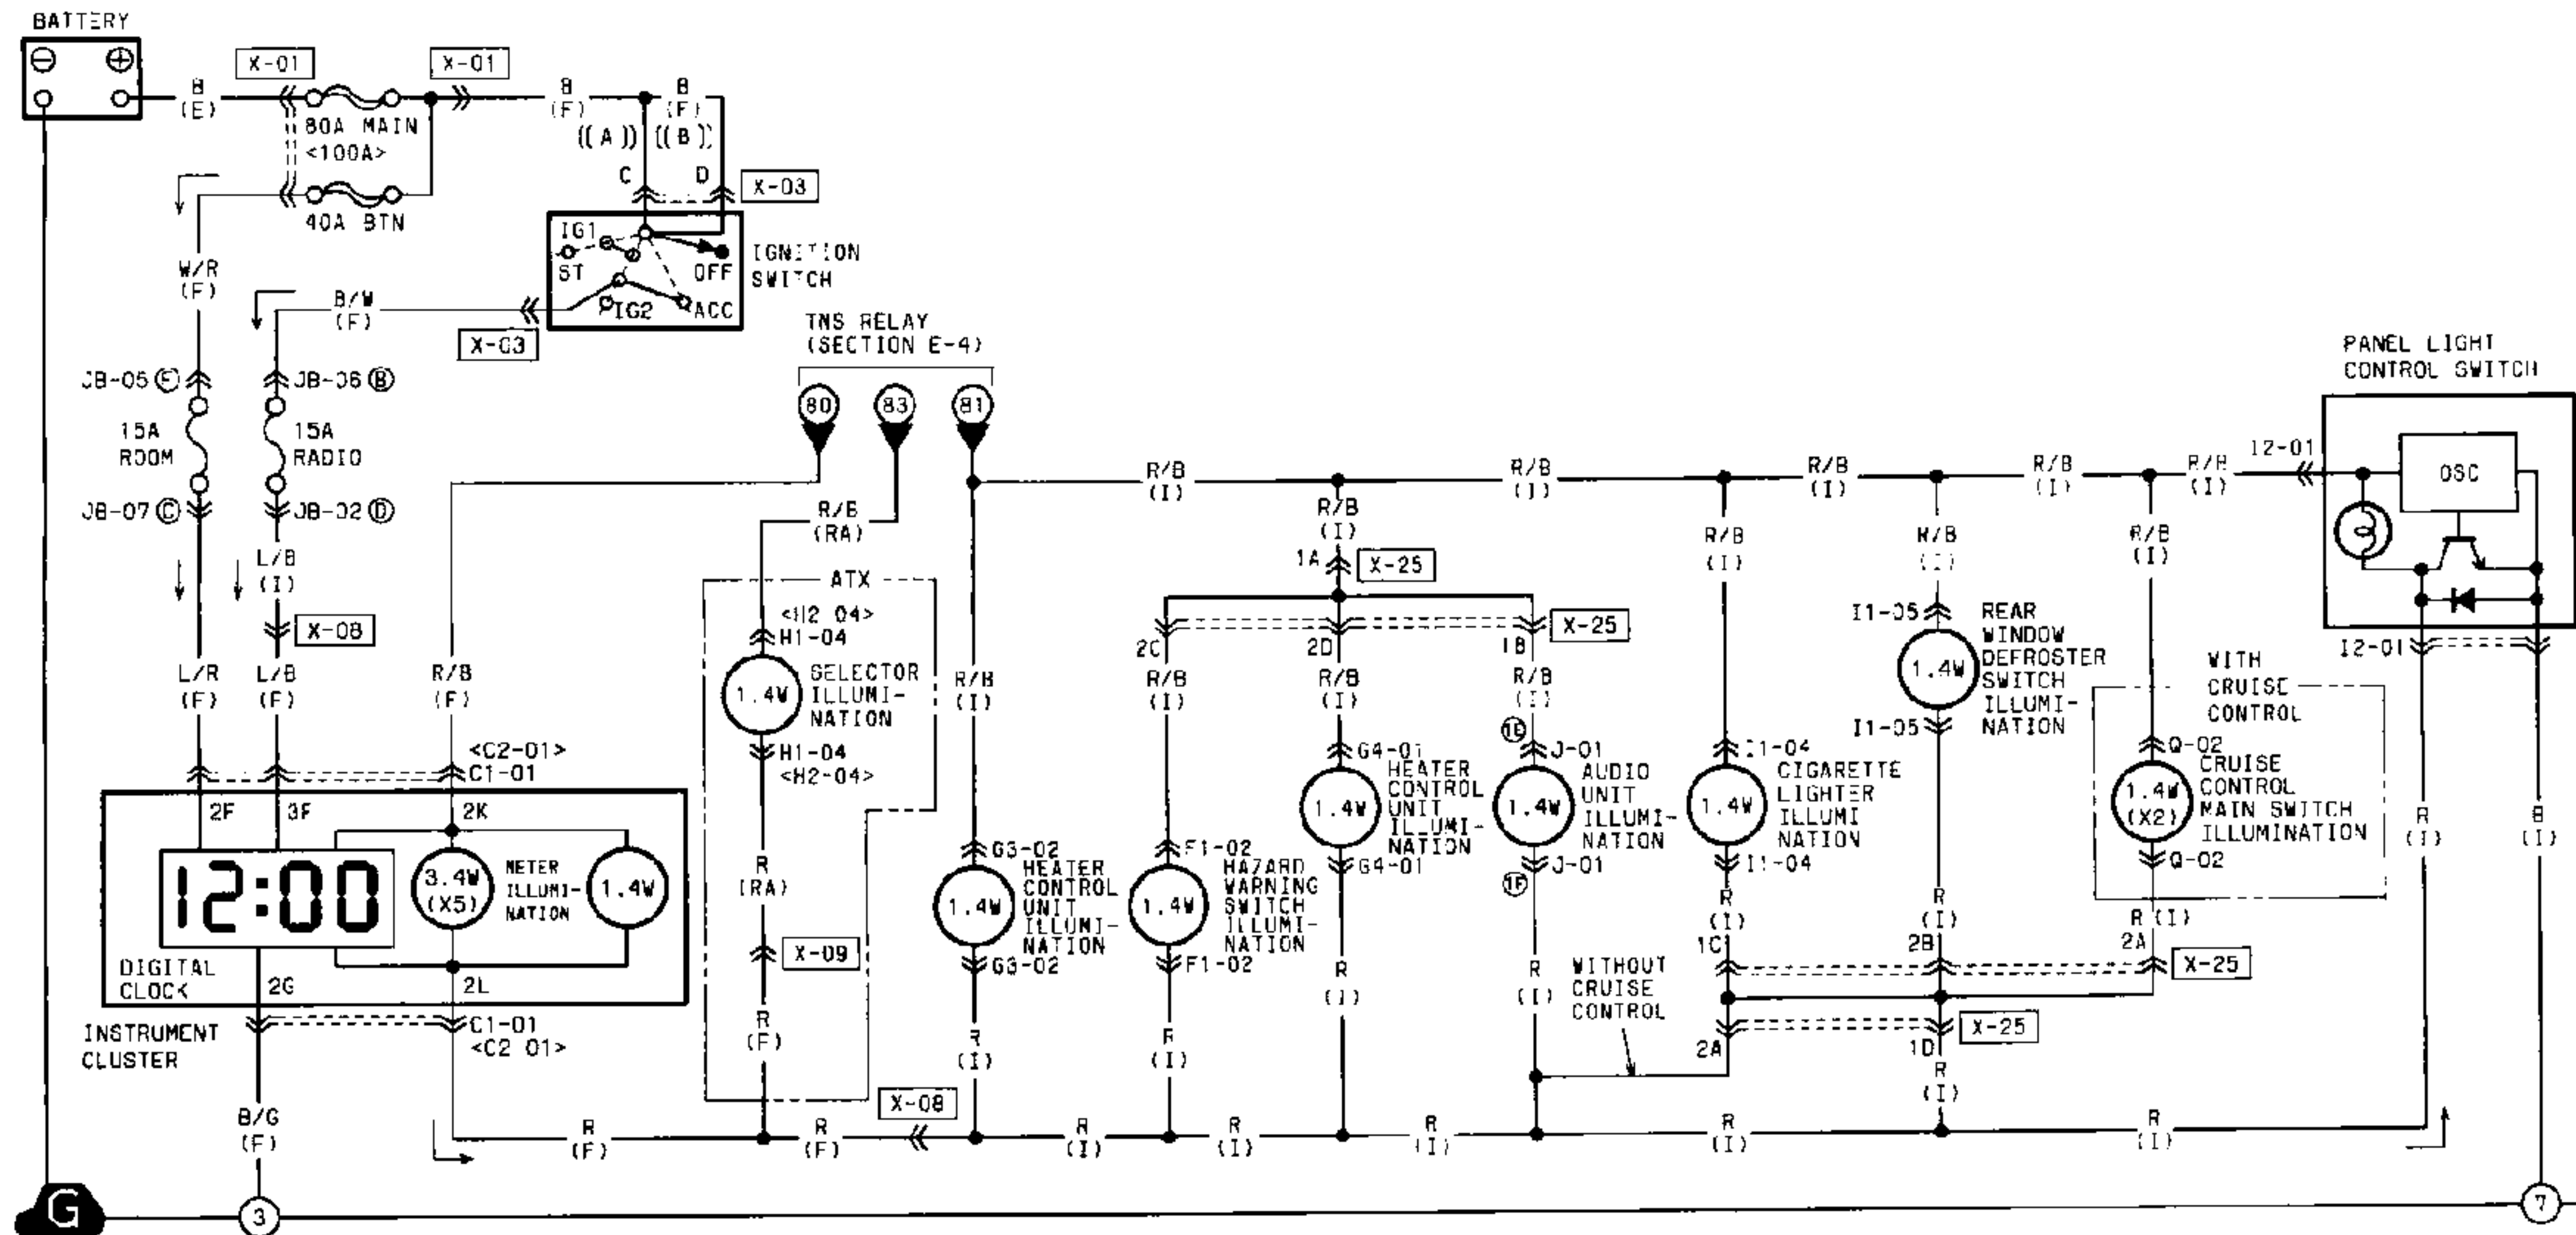 BATTERY
X-01
X-01
B
(E)
80A MAIN
<100A>
40A BTN
B
(F)
((A))
B
(F)
((B))
C
D
X-03
IG1
ST
OFF
IG2
ACC
IGNITION
SWITCH
W/R
(F)
B/W
(F)
X-03
JB-05
JB-06 B
15A
ROOM
15A
RADIO
JB-07 C
JB-02 D
L/B
(I)
X-08
L/R
(F)
L/B
(F)
R/B
(F)
TNS RELAY
(SECTION E-4)
80
83
81
R/B
(RA)
ATX
<H2-04>
H1-04
1.4W
SELECTOR
ILLUMI-
NATION
H1-04
<H2-04>
R
(RA)
X-09
R
(F)
<C2-01>
C1-01
2F
3F
2K
12:00
3.4W
(X5)
METER
ILLUMI-
NATION
1.4W
DIGITAL
CLOCK
2G
2L
INSTRUMENT
CLUSTER
C1-01
<C2-01>
B/G
(F)
R
(F)
R
(F)
X-08
R/B
(I)
R/B
(I)
R/B
(I)
R/B
(I)
R/B
(I)
I2-01
PANEL LIGHT
CONTROL SWITCH
OSC
I2-01
R/B
(I)
1A
X-25
X-25
2C
2D
1B
R/B
(I)
R/B
(I)
R/B
(I)
R/B
(I)
G3-02
1.4W
HEATER
CONTROL
UNIT
ILLUMI-
NATION
G3-02
R
(I)
F1-02
1.4W
HAZARD
WARNING
SWITCH
ILLUMI-
NATION
F1-02
R
(I)
G4-01
1.4W
HEATER
CONTROL
UNIT
ILLUMI-
NATION
G4-01
R
(I)
J-01
1.4W
AUDIO
UNIT
ILLUMI-
NATION
1F
J-01
R
(I)
R/B
(I)
I1-04
1.4W
CIGARETTE
LIGHTER
ILLUMI
NATION
I1-04
R
(I)
1C
R/B
(I)
I1-05
1.4W
REAR
WINDOW
DEFROSTER
SWITCH
ILLUMI-
NATION
I1-05
R
(I)
2B
R/B
(I)
WITH
CRUISE
CONTROL
Q-02
1.4W
(X2)
CRUISE
CONTROL
MAIN SWITCH
ILLUMINATION
Q-02
R (I)
2A
X-25
WITHOUT
CRUISE
CONTROL
2A
1D
X-25
R
(I)
R
(I)
B
(I)
R
(I)
R
(I)
R
(I)
R
(I)
R
(I)
G
3
7